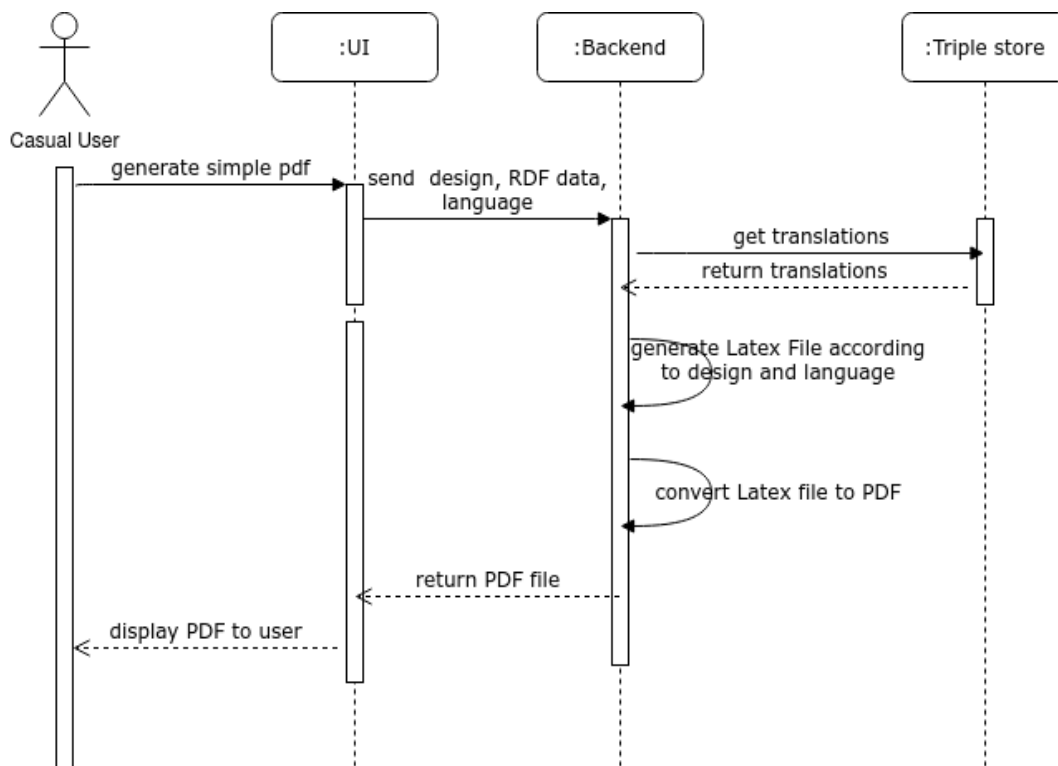 :UI
:Backend
:Triple store
Casual User
generate simple pdf
send design, RDF data,
language
get translations
return translations
generate Latex File according
to design and language
convert Latex file to PDF
return PDF file
display PDF to user